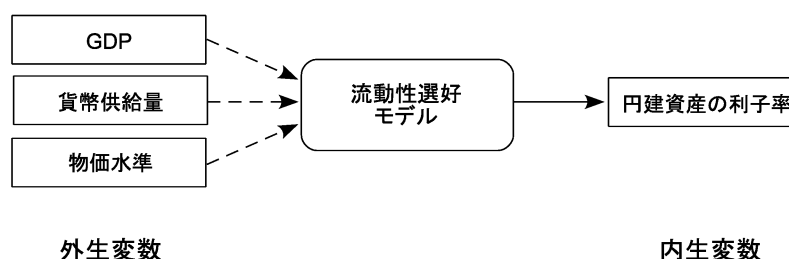 GDP
貨幣供給量
物価水準
流動性選好
モデル
円建資産の利子率
外生変数
内生変数